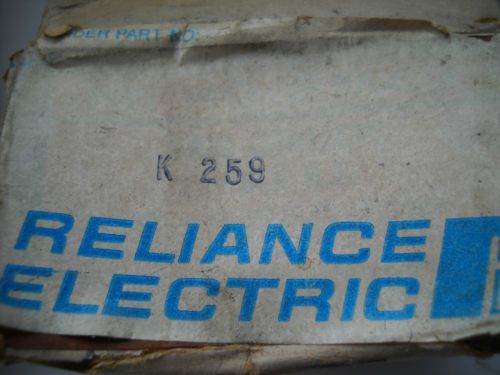 DER PART NO:
K 259
RELIANCE
ELECTRIC